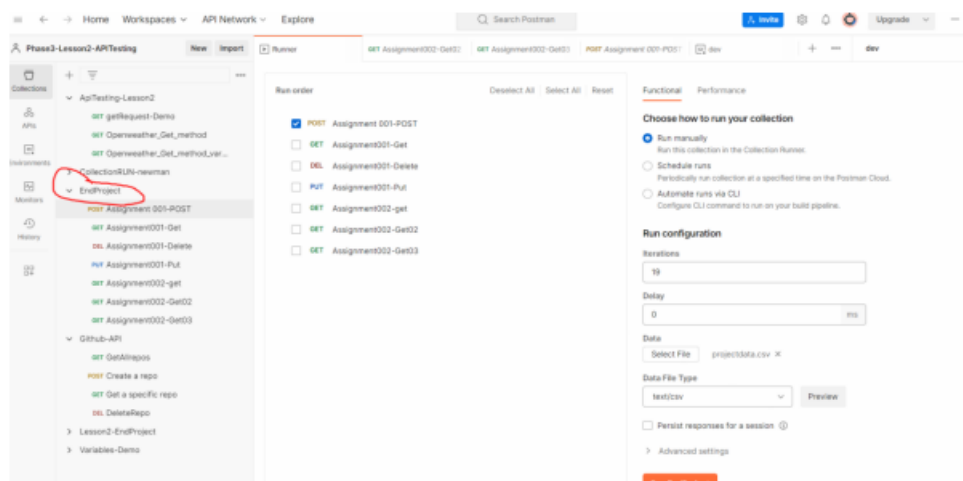 Home Workspaces API Network Explore Search Postman Invite Upgrade
Phase3-Lesson2-APITesting New Import Runner GET Assignment002-Get02 GET Assignment002-Get03 POST Assignment 001-POST dev dev
Collections
APIs
Environments
Monitors
History
ApiTesting-Lesson2
GET getRequest-Demo
GET Openweather_Get_method
GET Openweather_Get_method_var...
CollectionRUN-newman
EndProject
POST Assignment 001-POST
GET Assignment001-Get
DEL Assignment001-Delete
PUT Assignment001-Put
GET Assignment002-get
GET Assignment002-Get02
GET Assignment002-Get03
Github-API
GET GetAllrepos
POST Create a repo
GET Get a specific repo
DEL DeleteRepo
Lesson2-EndProject
Variables-Demo
Run order Deselect All Select All Reset
POST Assignment 001-POST
GET Assignment001-Get
DEL Assignment001-Delete
PUT Assignment001-Put
GET Assignment002-get
GET Assignment002-Get02
GET Assignment002-Get03
Functional Performance
Choose how to run your collection
Run manually
Run this collection in the Collection Runner.
Schedule runs
Periodically run collection at a specified time on the Postman Cloud.
Automate runs via CLI
Configure CLI command to run on your build pipeline.
Run configuration
Iterations
19
Delay
0 ms
Data
Select File projectdata.csv ×
Data File Type
text/csv Preview
Persist responses for a session
Advanced settings